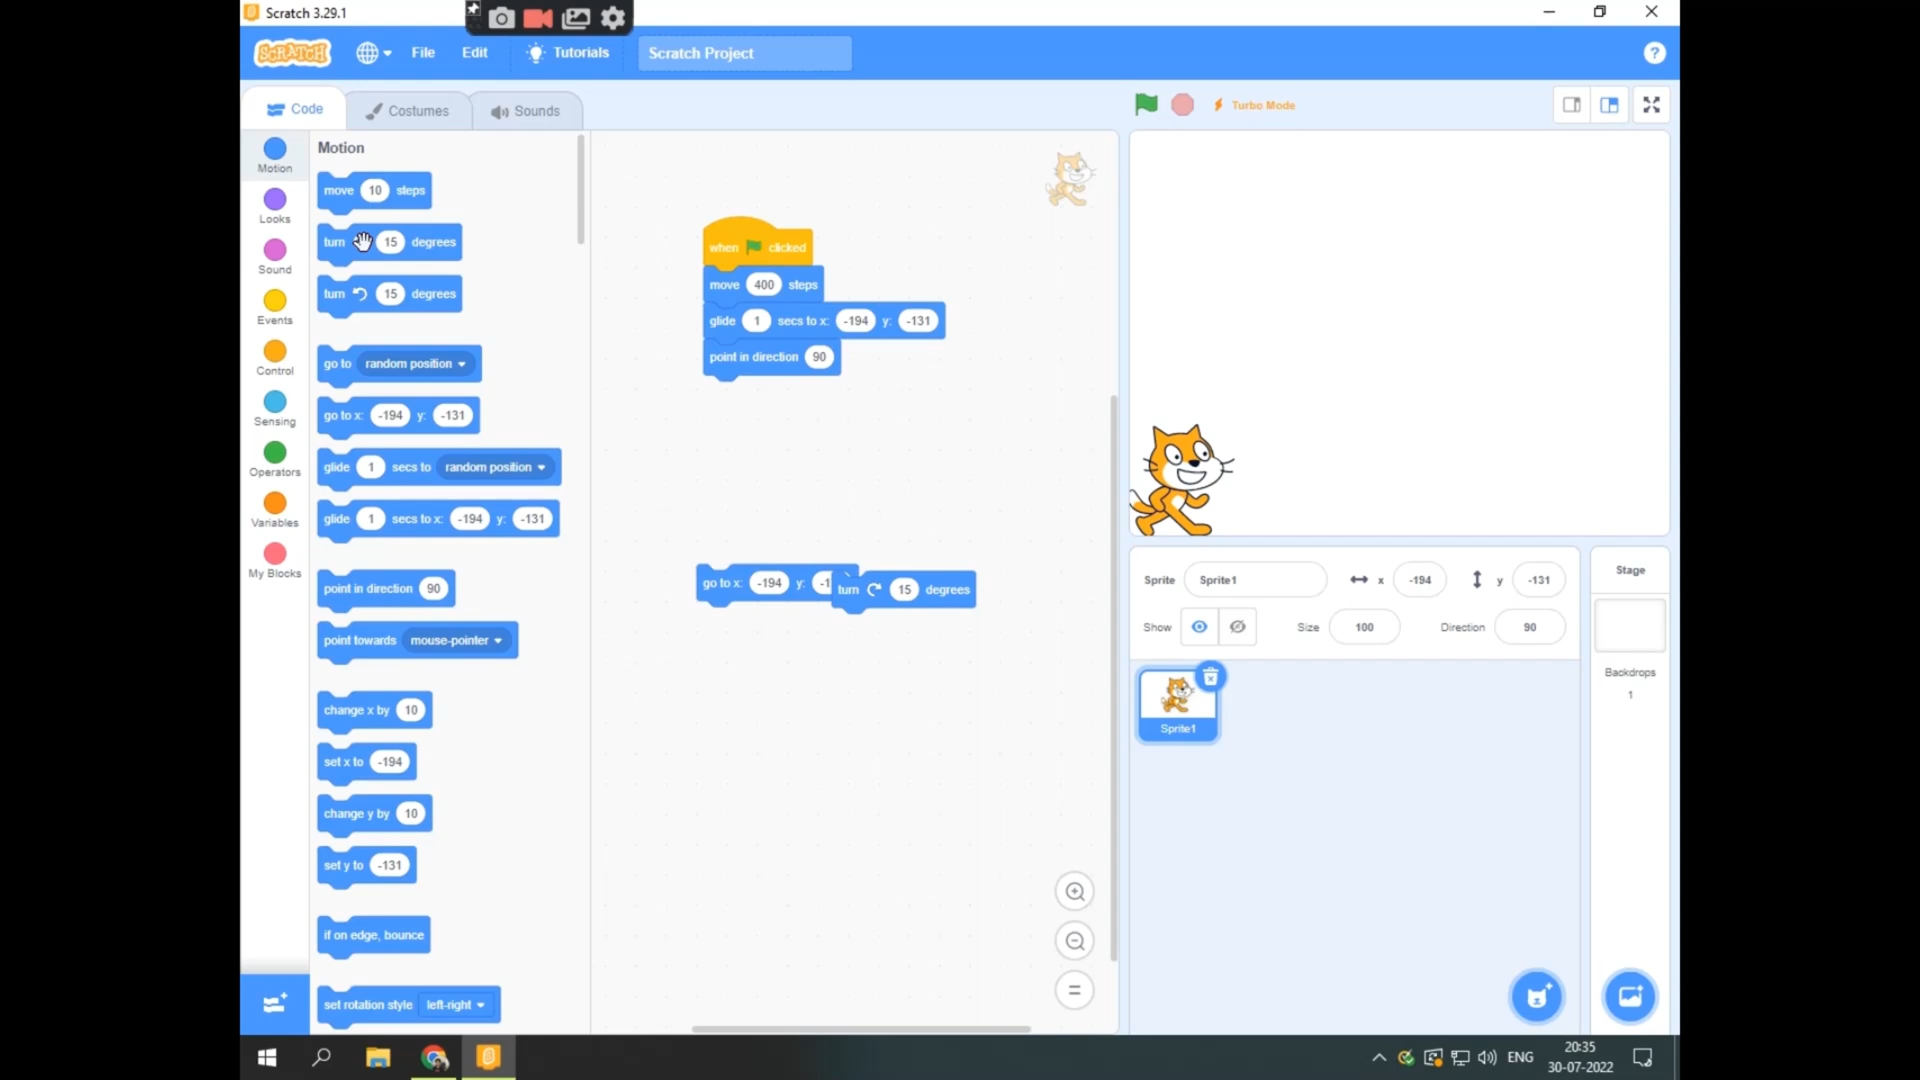 Scratch 3.29.1
SCRATCH
File
Edit
Tutorials
Scratch Project
?
Code
Costumes
Sounds
Turbo Mode
Motion
Looks
Sound
Events
Control
Sensing
Operators
Variables
My Blocks
Motion
move 10 steps
turn 15 degrees
turn 15 degrees
go to random position
go to x: -194 y: -131
glide 1 secs to random position
glide 1 secs to x: -194 y: -131
point in direction 90
point towards mouse-pointer
change x by 10
set x to -194
change y by 10
set y to -131
if on edge, bounce
set rotation style left-right
when clicked
move 400 steps
glide 1 secs to x: -194 y: -131
point in direction 90
go to x: -194 y: -1
turn 15 degrees
Sprite
Sprite1
x
-194
y
-131
Show
Size
100
Direction
90
Sprite1
Stage
Backdrops
1
ENG
20:35
30-07-2022